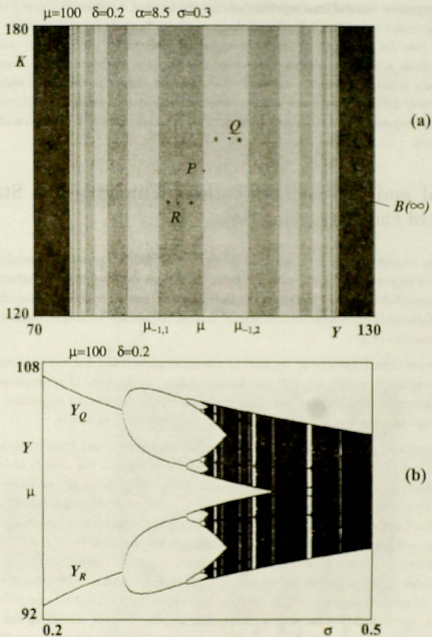 μ=100 δ=0.2 α=8.5 σ=0.3
180
K
(a)
Q
P
R
B(∞)
120
70 μ₋₁,₁ μ μ₋₁,₂ Y 130
μ=100 δ=0.2
108
Y_Q
Y
(b)
μ
Y_R
92
0.2 σ 0.5